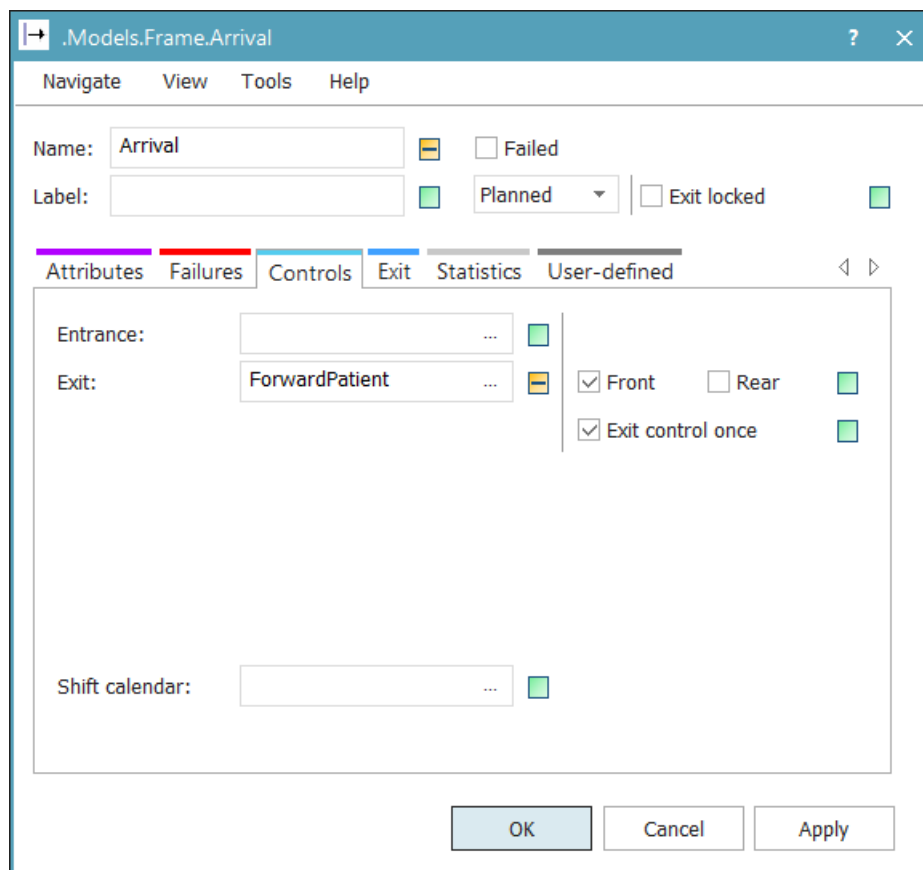 .Models.Frame.Arrival ?
Navigate View Tools Help
Name: Arrival Failed
Label: Planned Exit locked
Attributes Failures Controls Exit Statistics User-defined
Entrance: ...
Exit: ForwardPatient ... Front Rear
Exit control once
Shift calendar: ...
OK Cancel Apply